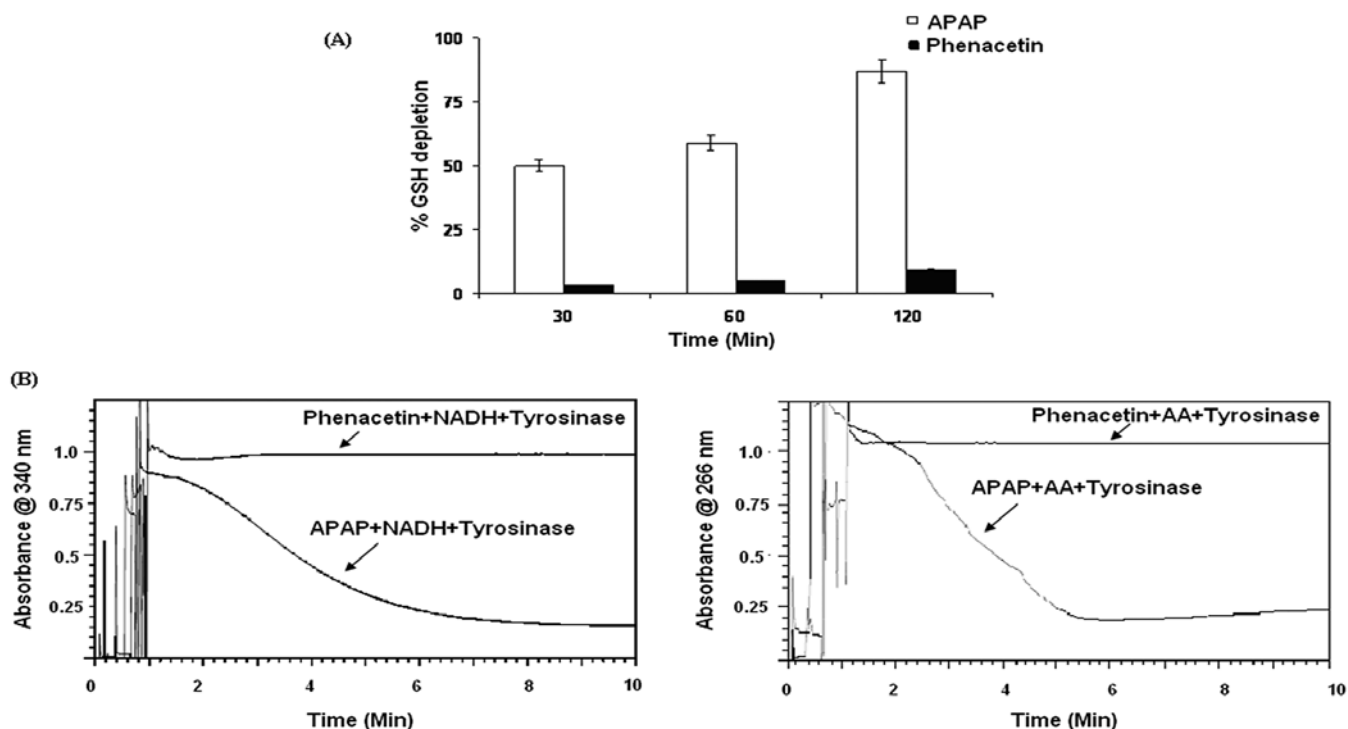 (A)
APAP
Phenacetin
% GSH depletion
100
75
50
25
0
30 60 120
Time (Min)
(B)
Absorbance @ 340 nm
1.0
0.75
0.5
0.25
Phenacetin+NADH+Tyrosinase
APAP+NADH+Tyrosinase
0 2 4 6 8 10
Time (Min)
Absorbance @ 266 nm
1.0
0.75
0.5
0.25
Phenacetin+AA+Tyrosinase
APAP+AA+Tyrosinase
0 2 4 6 8 10
Time (Min)